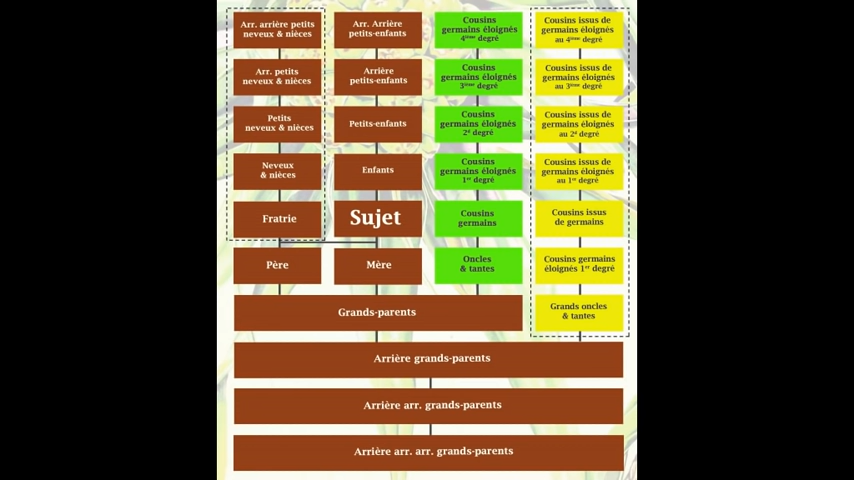 Arr. arrière petits
neveux & nièces
Arr. Arrière
petits-enfants
Cousins
germains éloignés
4ième degré
Cousins issus de
germains éloignés
au 4ième degré
Arr. petits
neveux & nièces
Arrière
petits-enfants
Cousins
germains éloignés
3ième degré
Cousins issus de
germains éloignés
au 3ième degré
Petits
neveux & nièces
Petits-enfants
Cousins
germains éloignés
2d degré
Cousins issus de
germains éloignés
au 2d degré
Neveux
& nièces
Enfants
Cousins
germains éloignés
1er degré
Cousins issus de
germains éloignés
au 1er degré
Fratrie
Sujet
Cousins
germains
Cousins issus
de germains
Père
Mère
Oncles
& tantes
Cousins germains
éloignés 1er degré
Grands-parents
Grands oncles
& tantes
Arrière grands-parents
Arrière arr. grands-parents
Arrière arr. arr. grands-parents